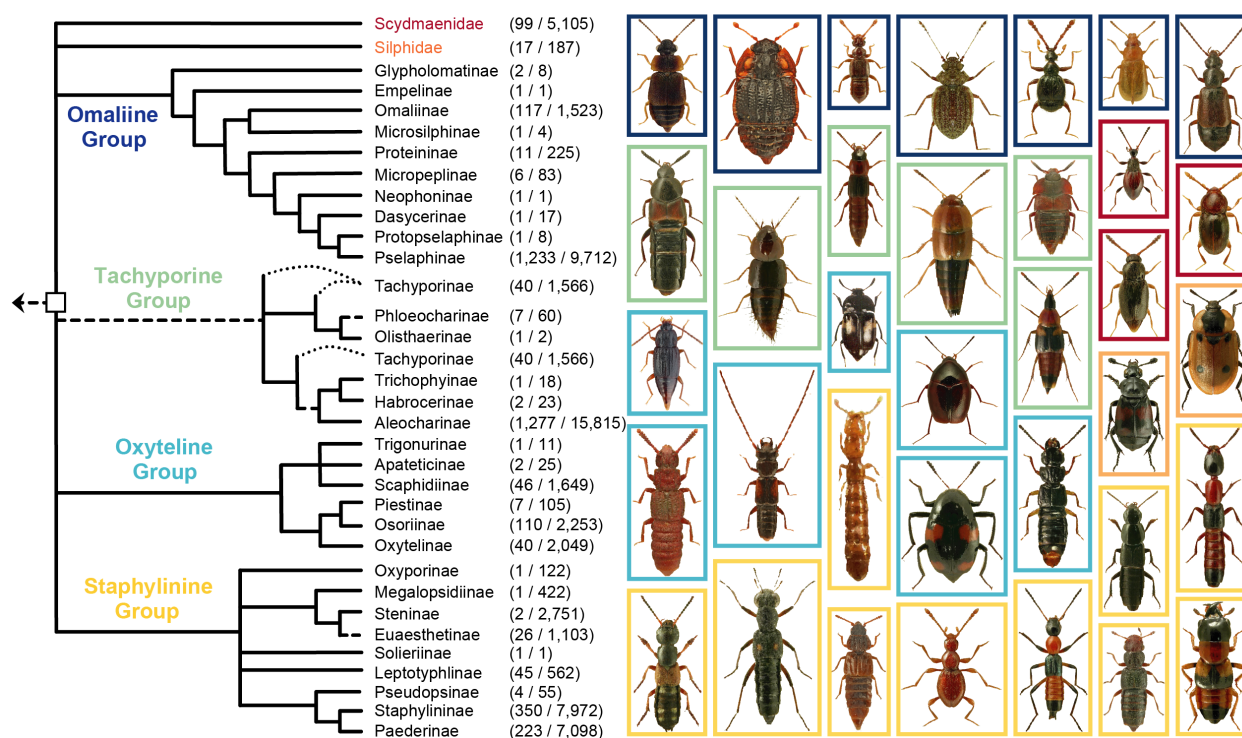 Scydmaenidae (99 / 5,105)
Silphidae (17 / 187)
Glypholomatinae (2 / 8)
Empelinae (1 / 1)
Omaliine
Group
Omaliinae (117 / 1,523)
Microsilphinae (1 / 4)
Proteininae (11 / 225)
Micropeplinae (6 / 83)
Neophoninae (1 / 1)
Dasycerinae (1 / 17)
Protopselaphinae (1 / 8)
Pselaphinae (1,233 / 9,712)
Tachyporine
Group
Tachyporinae (40 / 1,566)
Phloeocharinae (7 / 60)
Olisthaerinae (1 / 2)
Tachyporinae (40 / 1,566)
Trichophyinae (1 / 18)
Habrocerinae (2 / 23)
Aleocharinae (1,277 / 15,815)
Oxyteline
Group
Trigonurinae (1 / 11)
Apateticinae (2 / 25)
Scaphidiinae (46 / 1,649)
Piestinae (7 / 105)
Osoriinae (110 / 2,253)
Oxytelinae (40 / 2,049)
Staphylinine
Group
Oxyporinae (1 / 122)
Megalopsidiinae (1 / 422)
Steninae (2 / 2,751)
Euaesthetinae (26 / 1,103)
Solieriinae (1 / 1)
Leptotyphlinae (45 / 562)
Pseudopsinae (4 / 55)
Staphylininae (350 / 7,972)
Paederinae (223 / 7,098)